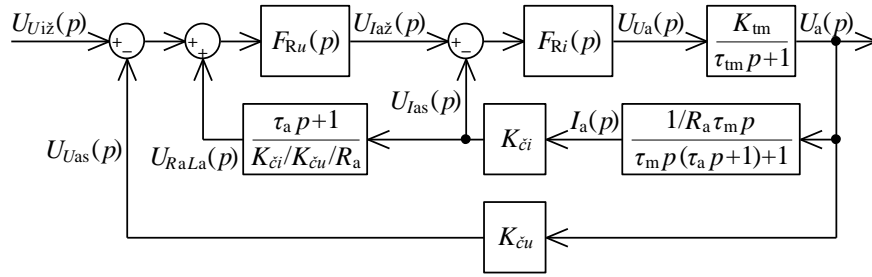 U_Uiž(p)
+
−
+
+
F_Ru(p)
U_Iaž(p)
+
−
F_Ri(p)
U_Ua(p)
K_tm
τ_tm p+1
U_a(p)
U_Ias(p)
U_Uas(p)
U_RaLa(p)
τ_a p+1
K_či/K_ču/R_a
K_či
I_a(p)
1/R_a τ_m p
τ_m p(τ_a p+1)+1
K_ču